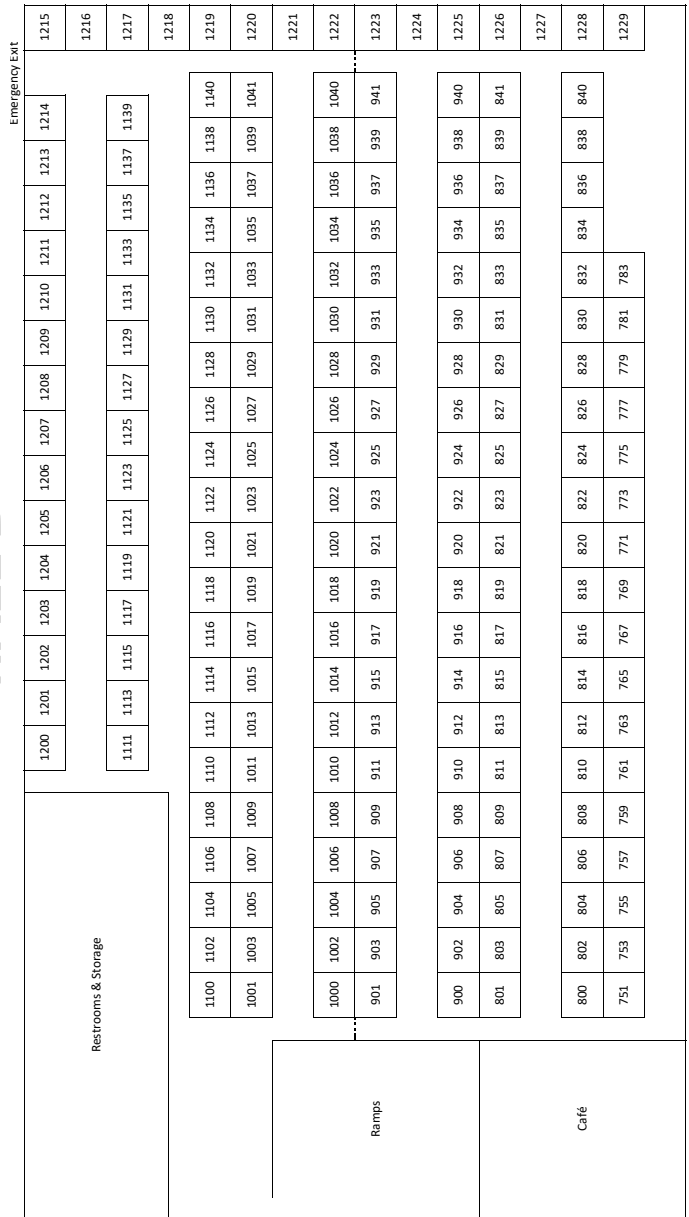 Emergency Exit
1200 1201 1202 1203 1204 1205 1206 1207 1208 1209 1210 1211 1212 1213 1214 1215
1216
Restrooms & Storage
1111 1113 1115 1117 1119 1121 1123 1125 1127 1129 1131 1133 1135 1137 1139 1217
1218
1100 1102 1104 1106 1108 1110 1112 1114 1116 1118 1120 1122 1124 1126 1128 1130 1132 1134 1136 1138 1140 1219
1001 1003 1005 1007 1009 1011 1013 1015 1017 1019 1021 1023 1025 1027 1029 1031 1033 1035 1037 1039 1041 1220
1221
1000 1002 1004 1006 1008 1010 1012 1014 1016 1018 1020 1022 1024 1026 1028 1030 1032 1034 1036 1038 1040 1222
Ramps 901 903 905 907 909 911 913 915 917 919 921 923 925 927 929 931 933 935 937 939 941 1223
1224
900 902 904 906 908 910 912 914 916 918 920 922 924 926 928 930 932 934 936 938 940 1225
801 803 805 807 809 811 813 815 817 819 821 823 825 827 829 831 833 835 837 839 841 1226
1227
Café 800 802 804 806 808 810 812 814 816 818 820 822 824 826 828 830 832 834 836 838 840 1228
751 753 755 757 759 761 763 765 767 769 771 773 775 777 779 781 783 1229